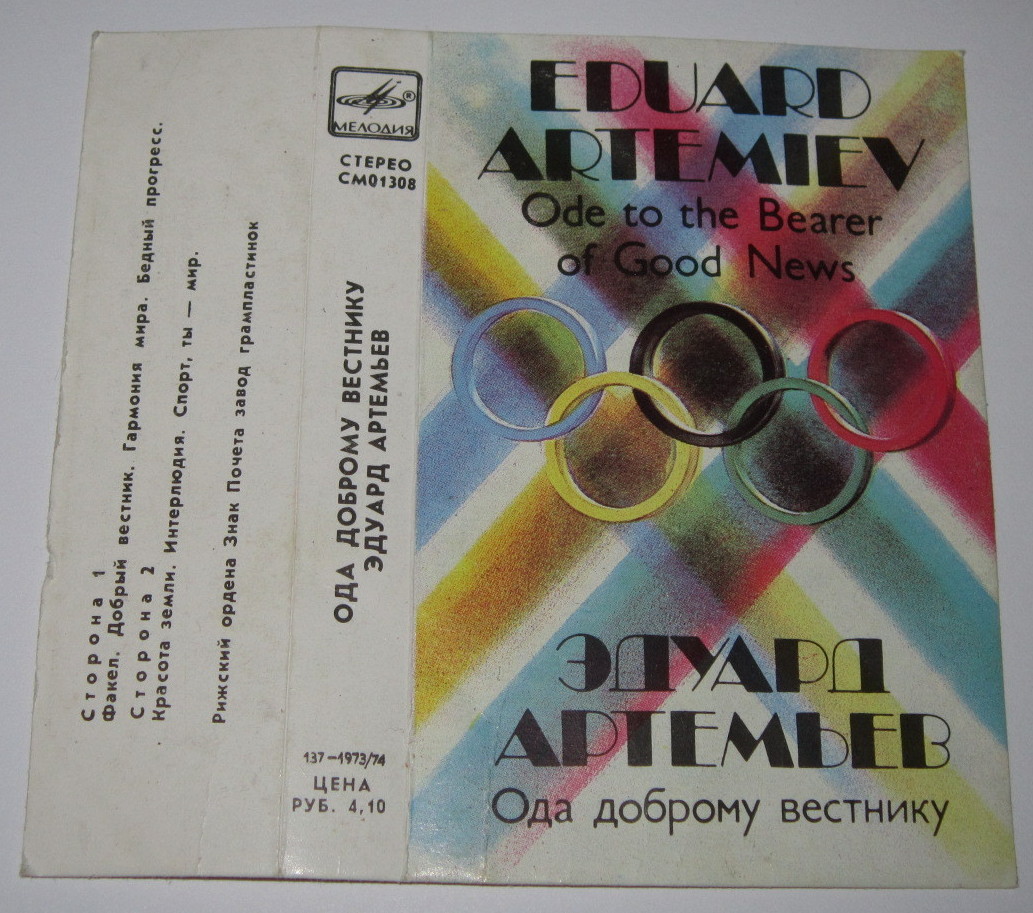 Сторона 1
Факел. Добрый вестник. Гармония мира. Бедный прогресс.
Сторона 2
Красота земли. Интерлюдия. Спорт, ты — мир.
Рижский ордена Знак Почета завод грампластинок
®
МЕЛОДИЯ
СТЕРЕО
СМ01308
ОДА ДОБРОМУ ВЕСТНИКУ
ЭДУАРД АРТЕМЬЕВ
137—1973/74
ЦЕНА
РУБ. 4,10
EDUARD
ARTEMIEV
Ode to the Bearer
of Good News
ЭДУАРД
АРТЕМЬЕВ
Ода доброму вестнику